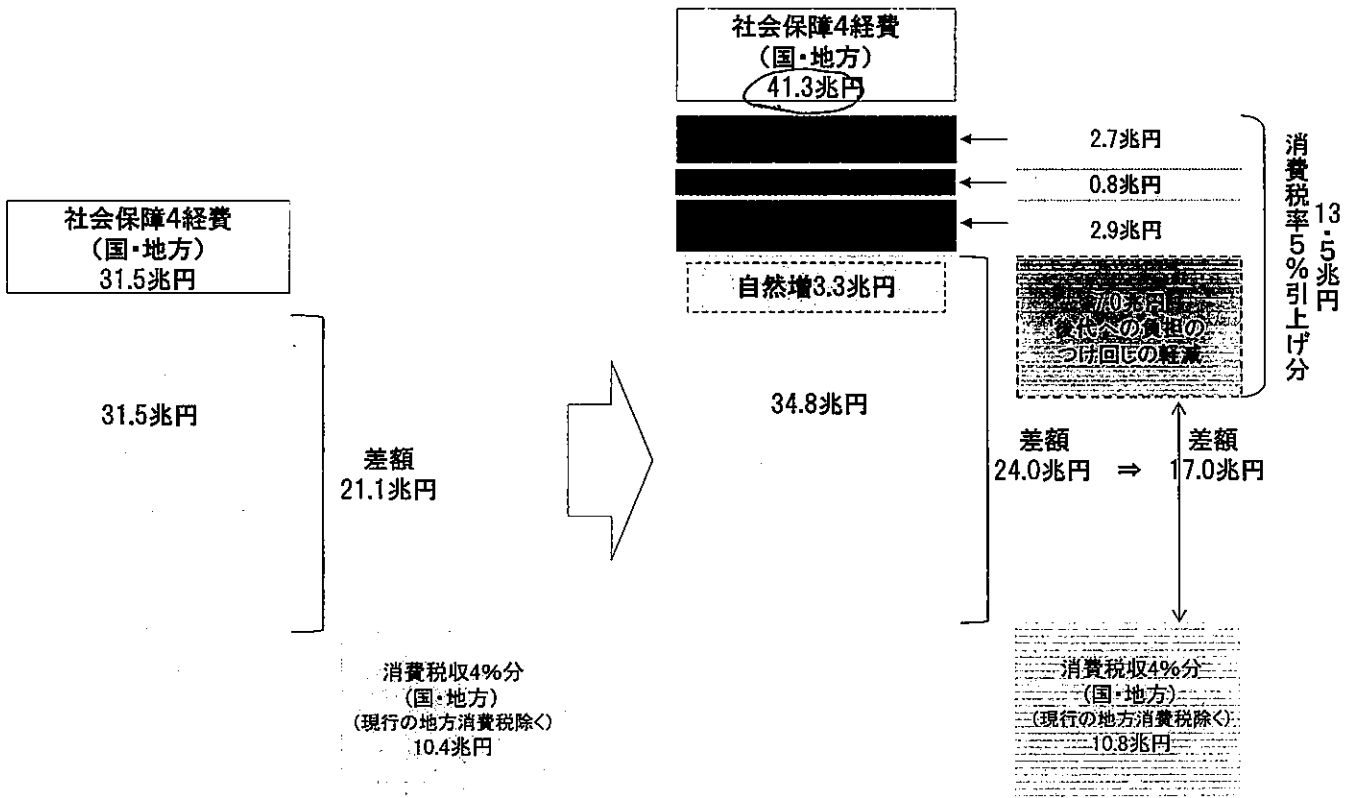 社会保障4経費
(国・地方)
31.5兆円
31.5兆円
差額
21.1兆円
消費税収4%分
(国・地方)
(現行の地方消費税除く)
10.4兆円
社会保障4経費
(国・地方)
41.3兆円
2.7兆円
0.8兆円
2.9兆円
自然増3.3兆円
34.8兆円
7.0兆円
後代への負担の
つけ回しの軽減
消費税率5%引上げ分
13.5兆円
差額
24.0兆円 ⇒
差額
17.0兆円
消費税収4%分
(国・地方)
(現行の地方消費税除く)
10.8兆円